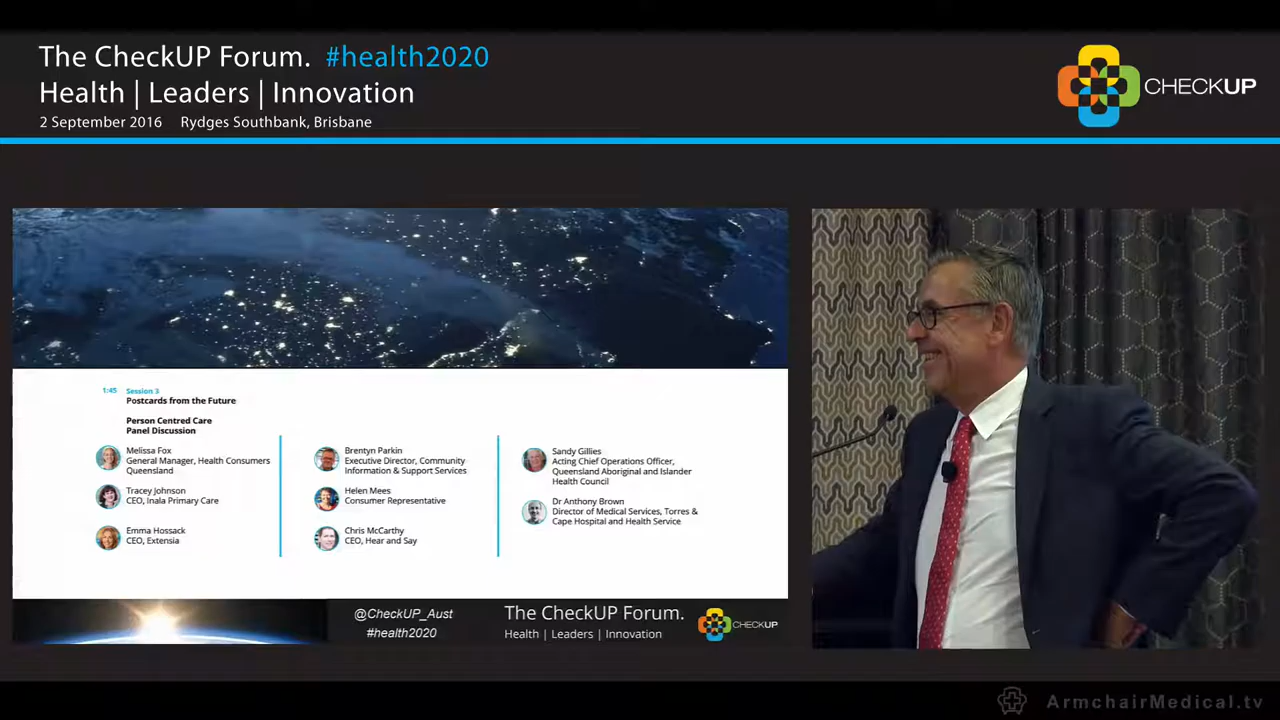 The CheckUP Forum. #health2020
Health | Leaders | Innovation
2 September 2016 Rydges Southbank, Brisbane
CHECKUP
1:45 Session 3
Postcards from the Future
Person Centred Care
Panel Discussion
Melissa Fox
General Manager, Health Consumers
Queensland
Tracey Johnson
CEO, Inala Primary Care
Emma Hossack
CEO, Extensia
Brentyn Parkin
Executive Director, Community
Information & Support Services
Helen Mees
Consumer Representative
Chris McCarthy
CEO, Hear and Say
Sandy Gillies
Acting Chief Operations Officer,
Queensland Aboriginal and Islander
Health Council
Dr Anthony Brown
Director of Medical Services, Torres &
Cape Hospital and Health Service
@CheckUP_Aust
#health2020
The CheckUP Forum.
Health | Leaders | Innovation
CHECKUP
ArmchairMedical.tv